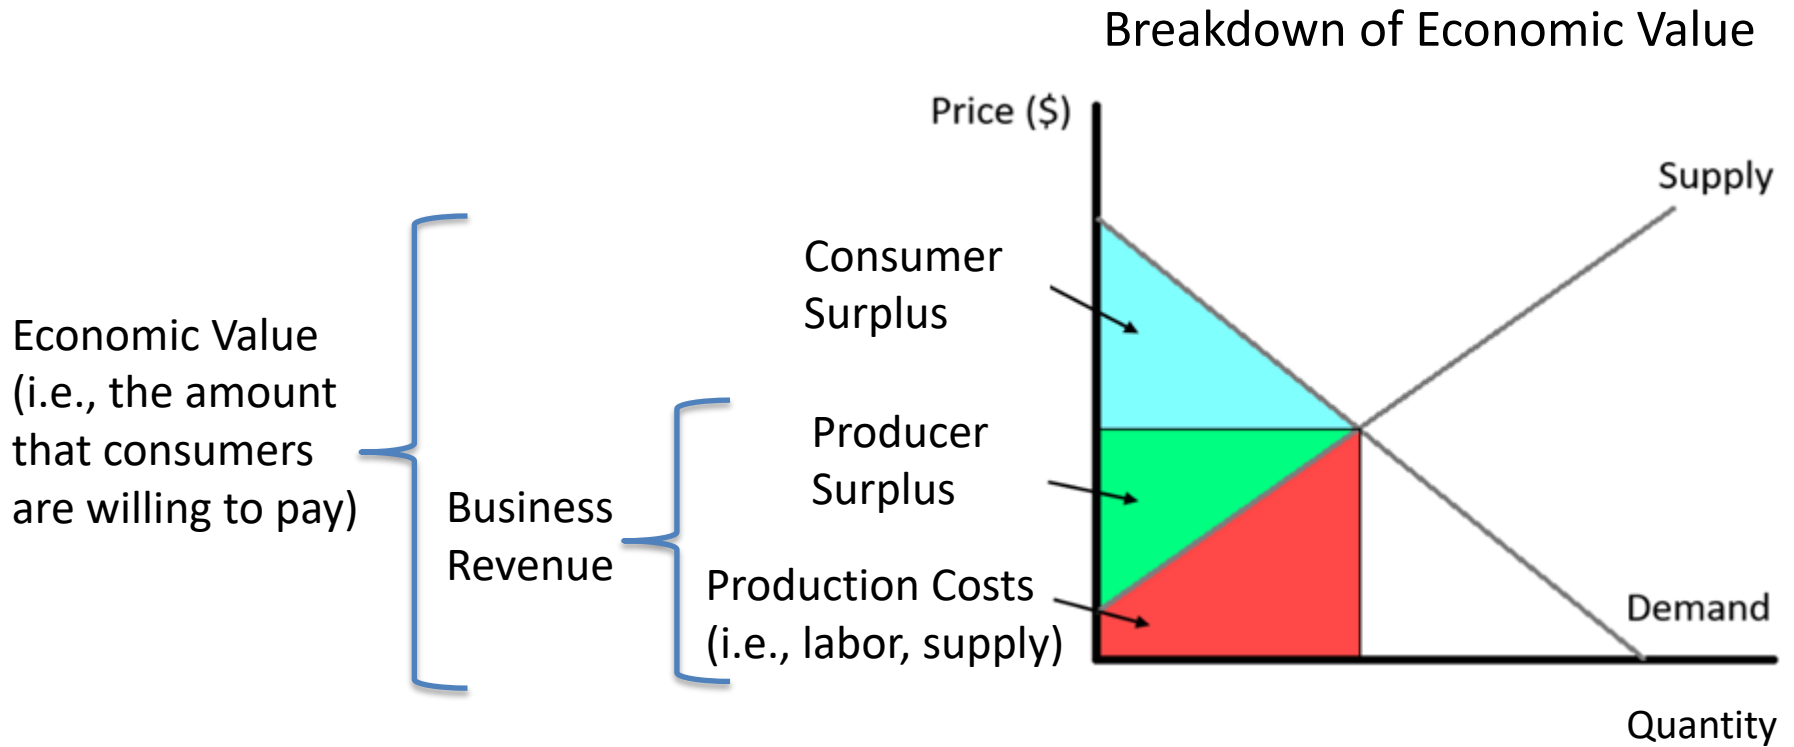 Breakdown of Economic Value
Price ($)
Supply
Consumer
Surplus
Economic Value
(i.e., the amount
that consumers
are willing to pay)
Producer
Surplus
Business
Revenue
Production Costs
(i.e., labor, supply)
Demand
Quantity